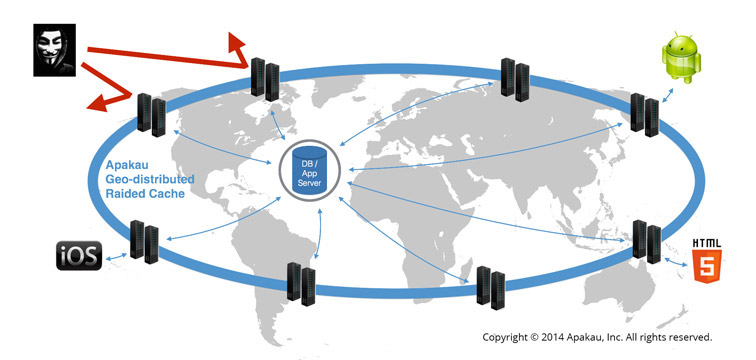 DB /
App
Server
Apakau
Geo-distributed
Raided Cache
iOS
HTML
5
Copyright © 2014 Apakau, Inc. All rights reserved.